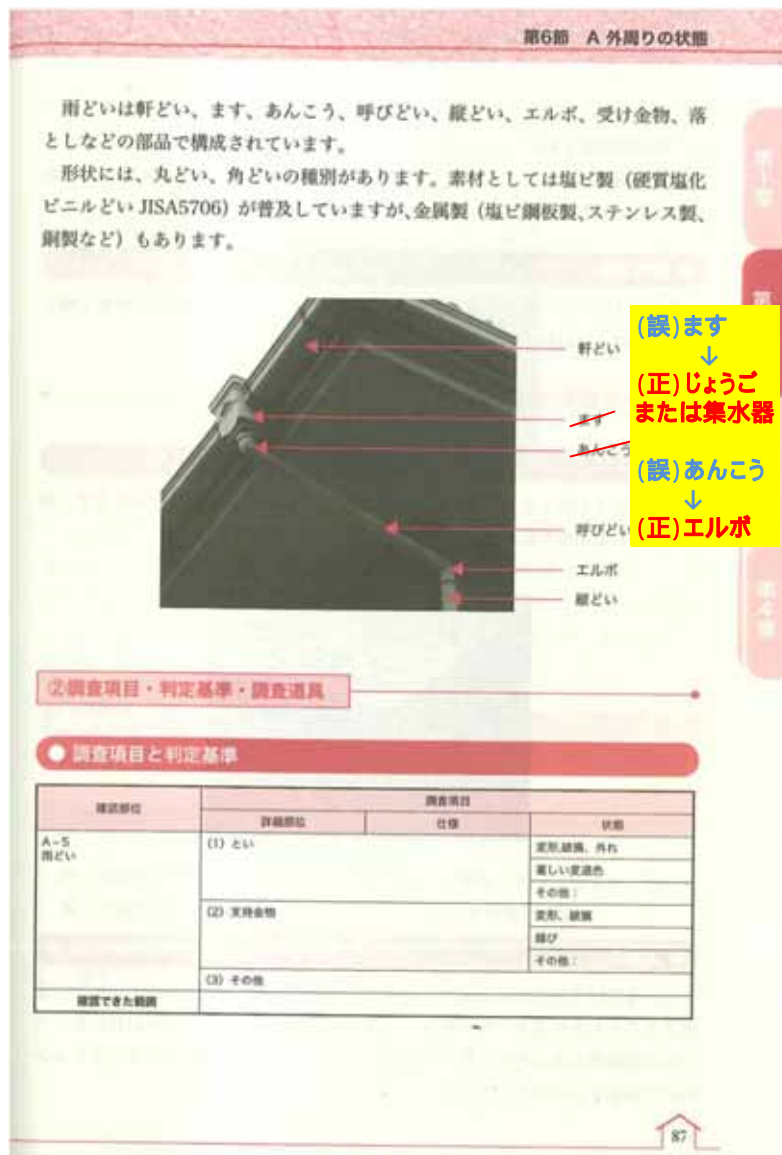 第6節 A 外周りの状態
雨どいは軒どい、ます、あんこう、呼びどい、縦どい、エルボ、受け金物、落
としなどの部品で構成されています。
形状には、丸どい、角どいの種別があります。素材としては塩ビ製（硬質塩化
ビニルどい JISA5706）が普及していますが、金属製（塩ビ鋼板製、ステンレス製、
銅製など）もあります。
軒どい
ます
あんこう
呼びどい
エルボ
縦どい
(誤)ます
↓
(正)じょうご
または集水器
(誤)あんこう
↓
(正)エルボ
第4章
②調査項目・判定基準・調査道具
● 調査項目と判定基準
確認部位
調査項目
詳細部位 仕様 状態
A-5
雨どい
(1) とい
変形,破損、外れ
著しい変退色
その他：
(2) 支持金物
変形、破損
錆び
その他：
(3) その他
確認できた範囲
87